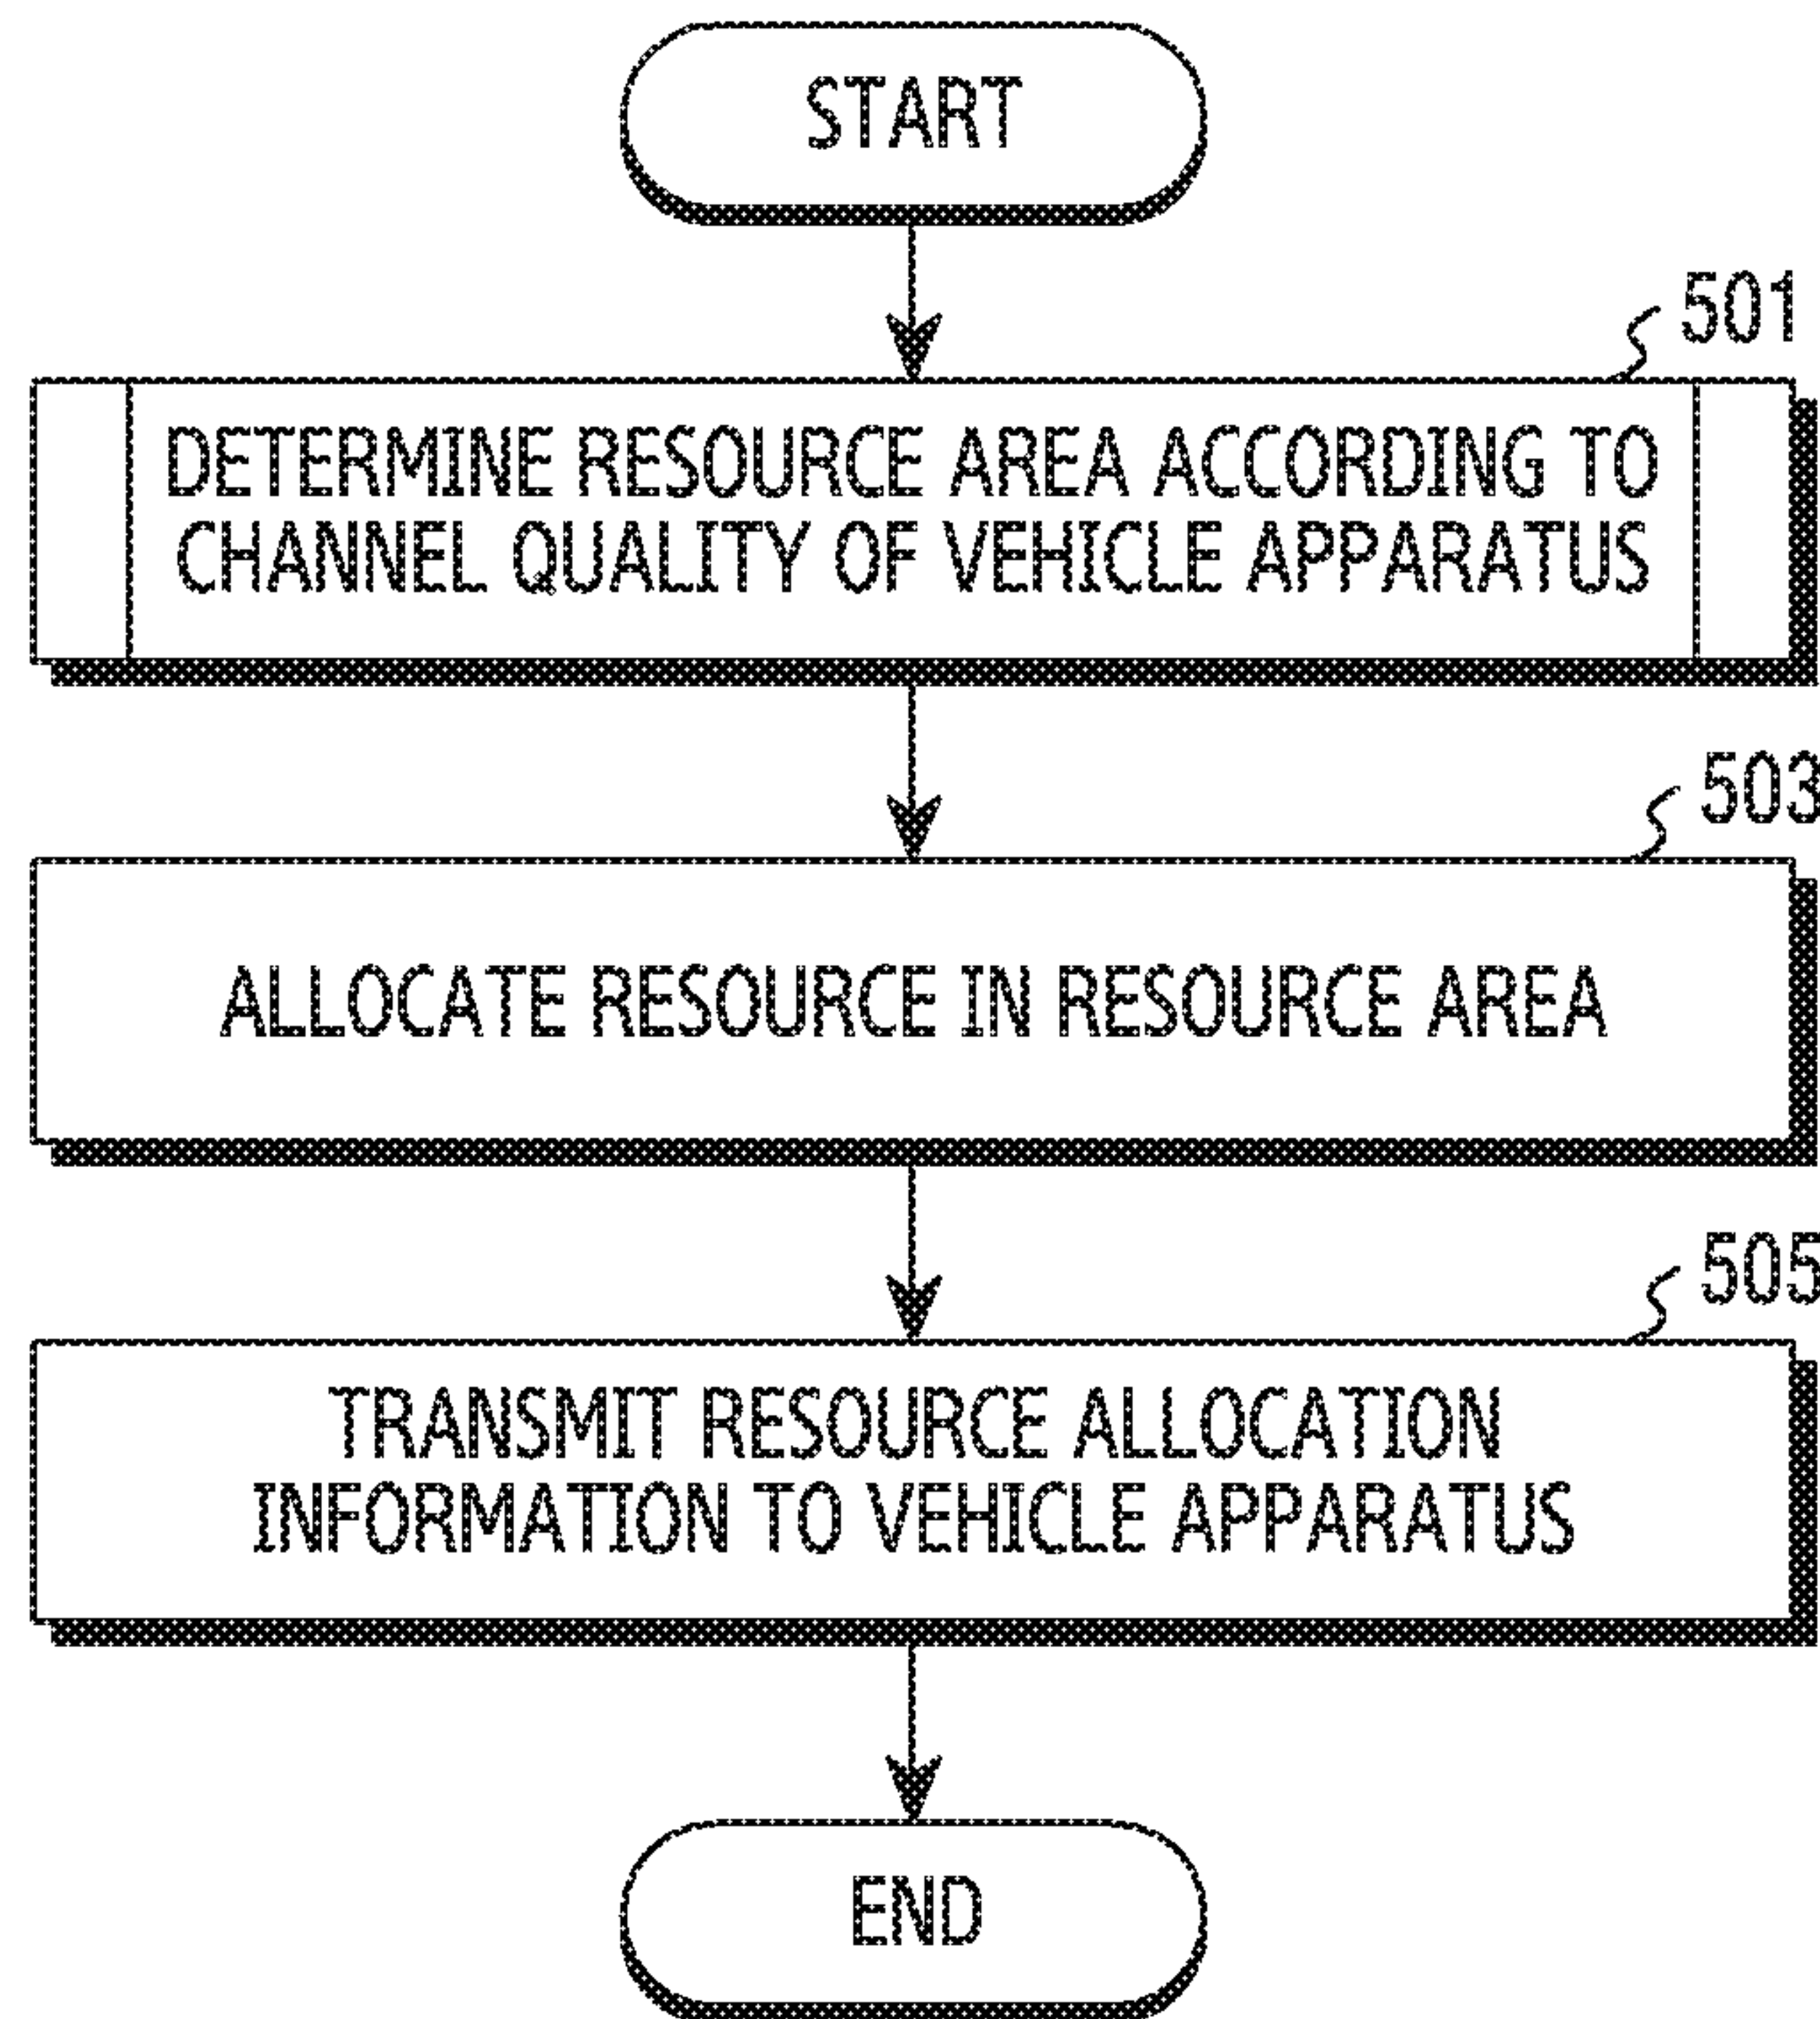 START
501
DETERMINE RESOURCE AREA ACCORDING TO
CHANNEL QUALITY OF VEHICLE APPARATUS
503
ALLOCATE RESOURCE IN RESOURCE AREA
505
TRANSMIT RESOURCE ALLOCATION
INFORMATION TO VEHICLE APPARATUS
END